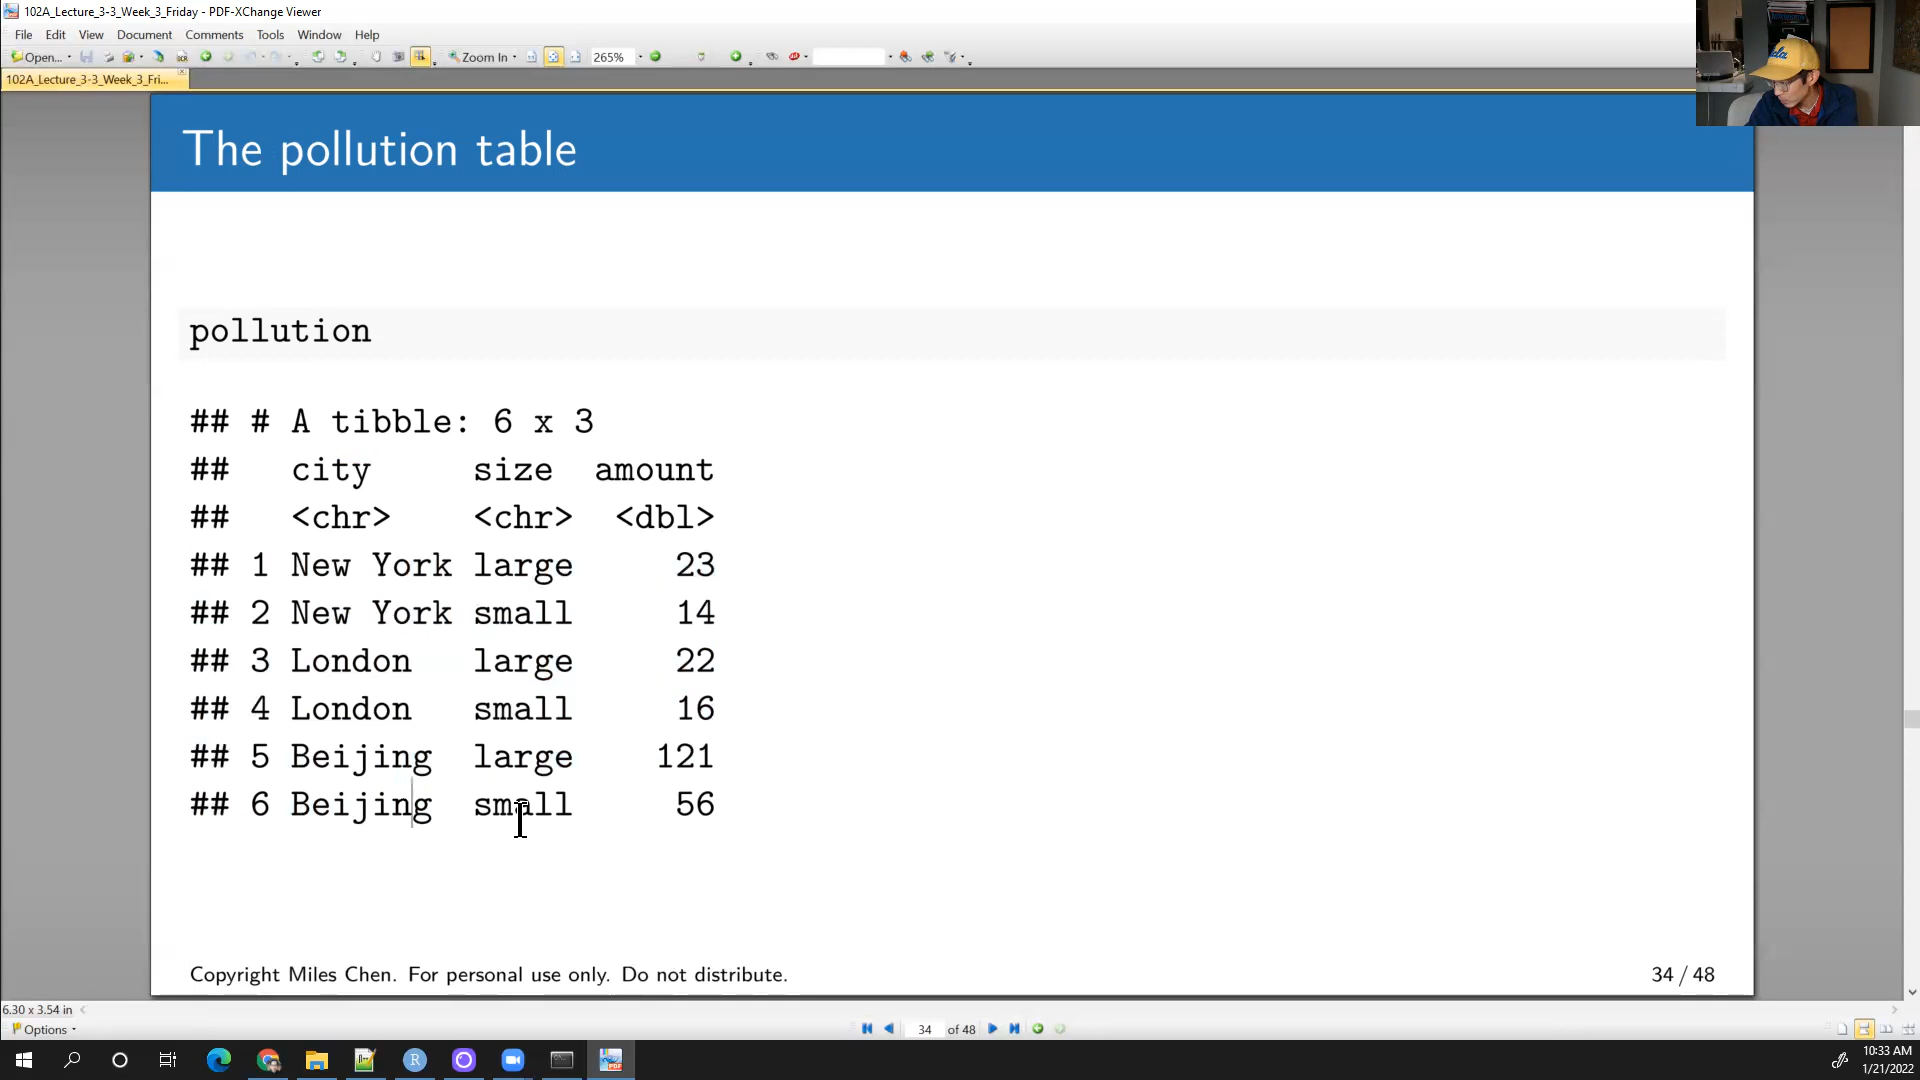 102A_Lecture_3-3_Week_3_Friday - PDF-XChange Viewer
File Edit View Document Comments Tools Window Help
Open... Zoom In 265%
102A_Lecture_3-3_Week_3_Fri...
The pollution table
pollution
## # A tibble: 6 x 3
## city size amount
## <chr> <chr> <dbl>
## 1 New York large 23
## 2 New York small 14
## 3 London large 22
## 4 London small 16
## 5 Beijing large 121
## 6 Beijing small 56
Copyright Miles Chen. For personal use only. Do not distribute. 34 / 48
6.30 x 3.54 in
Options 34 of 48
10:33 AM
1/21/2022